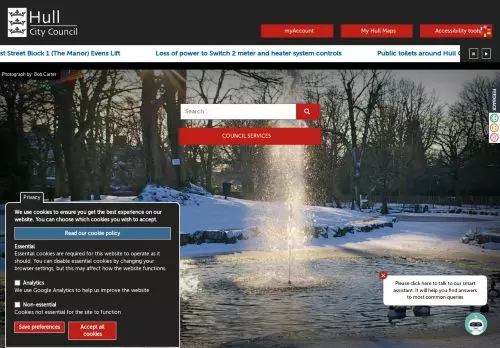 Hull
City Council
myAccount
My Hull Maps
Accessibility tools
st Street Block 1 (The Manor) Evens Lift
Loss of power to Switch 2 meter and heater system controls
Public toilets around Hull
Photograph by: Bob Carter
Search ...
COUNCIL SERVICES
Privacy
We use cookies to ensure you get the best experience on our
website. You can choose which cookies you wish to accept.
Read our cookie policy
Essential
Essential cookies are required for this website to operate as it
should. You can disable essential cookies by changing your
browser settings, but this may affect how the website functions.
Analytics
We use Google Analytics to help us improve the website
Non-essential
Cookies not essential for the site to function
Save preferences
Accept all
cookies
Please click here to talk to our smart
assistant. It will help you find answers
to most common queries